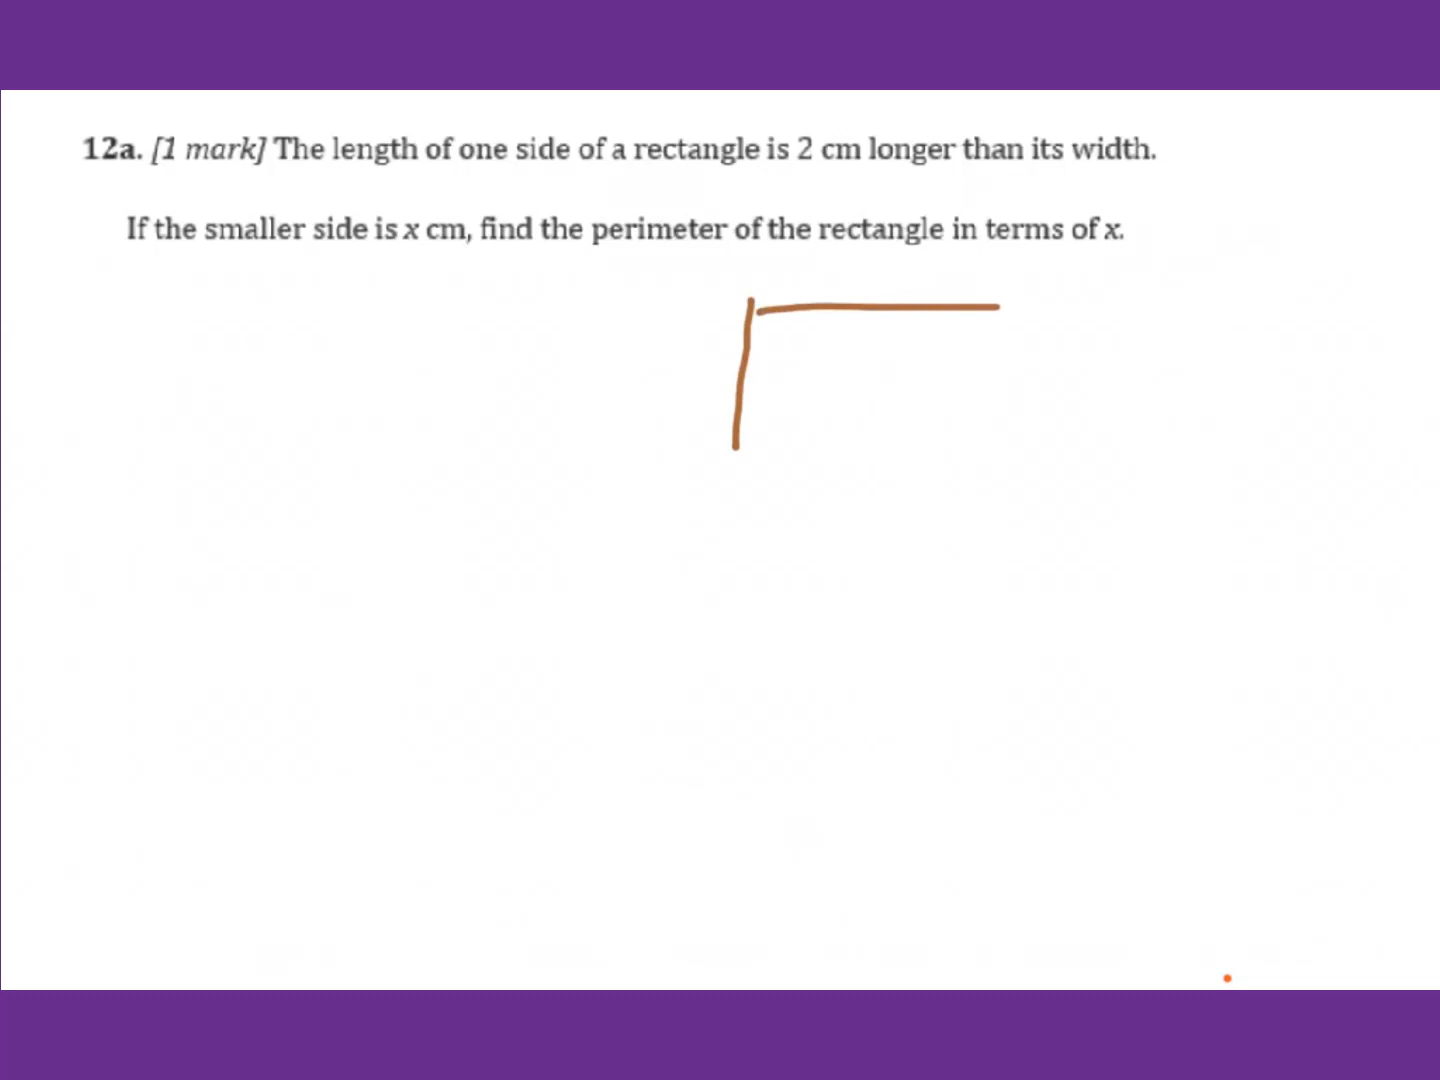 12a. [1 mark] The length of one side of a rectangle is 2 cm longer than its width.
If the smaller side is x cm, find the perimeter of the rectangle in terms of x.